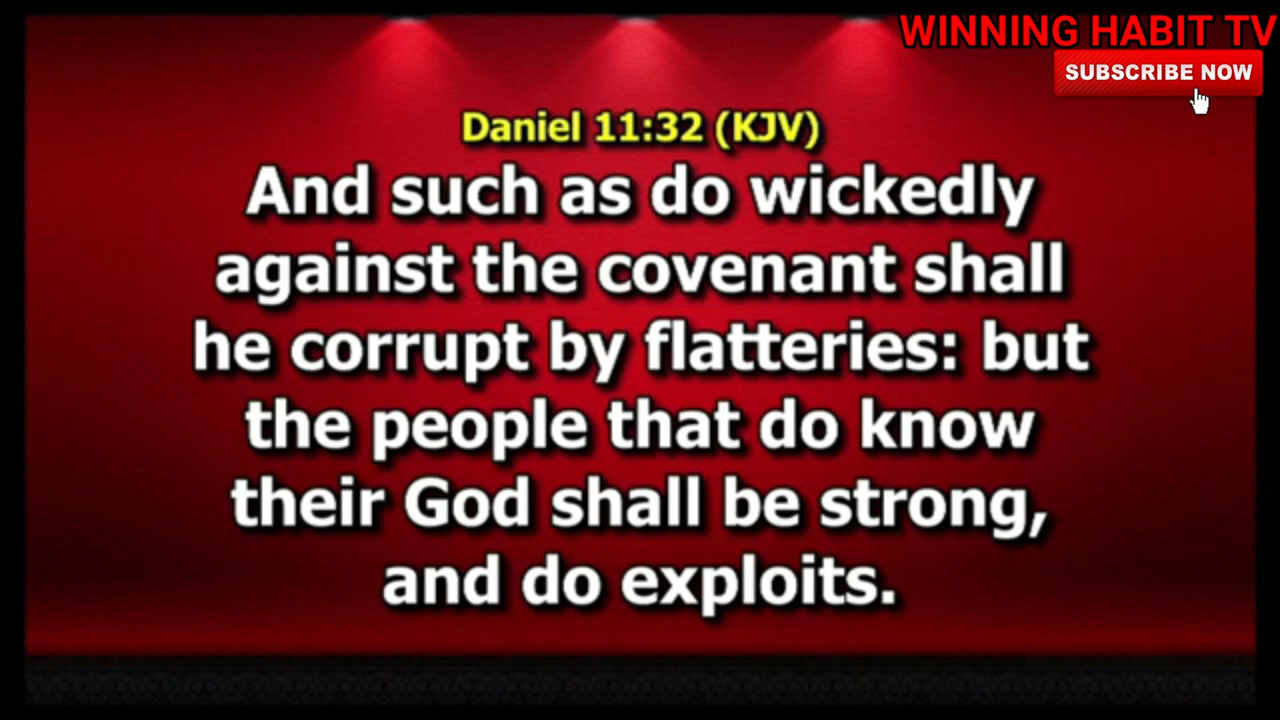 WINNING HABIT TV
SUBSCRIBE NOW
Daniel 11:32 (KJV)
And such as do wickedly
against the covenant shall
he corrupt by flatteries: but
the people that do know
their God shall be strong,
and do exploits.